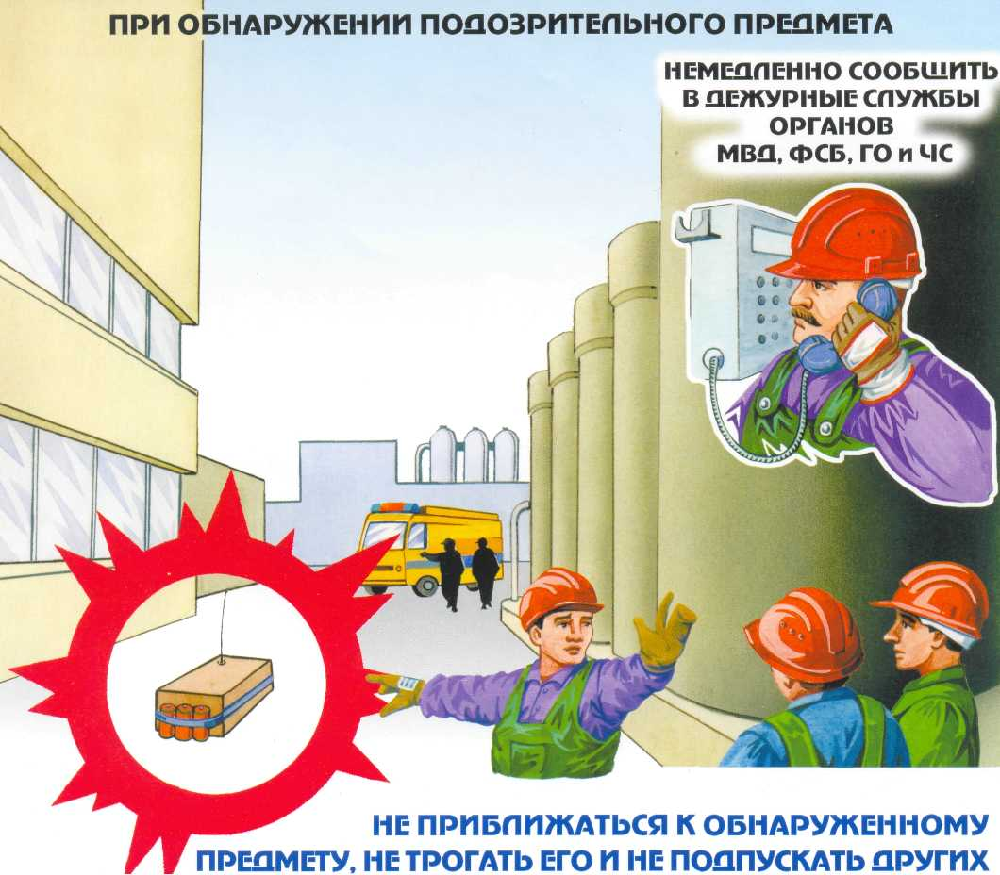 ПРИ ОБНАРУЖЕНИИ ПОДОЗРИТЕЛЬНОГО ПРЕДМЕТА
НЕМЕДЛЕННО СООБЩИТЬ
В ДЕЖУРНЫЕ СЛУЖБЫ
ОРГАНОВ
МВД, ФСБ, ГО и ЧС
НЕ ПРИБЛИЖАТЬСЯ К ОБНАРУЖЕННОМУ
ПРЕДМЕТУ, НЕ ТРОГАТЬ ЕГО И НЕ ПОДПУСКАТЬ ДРУГИХ